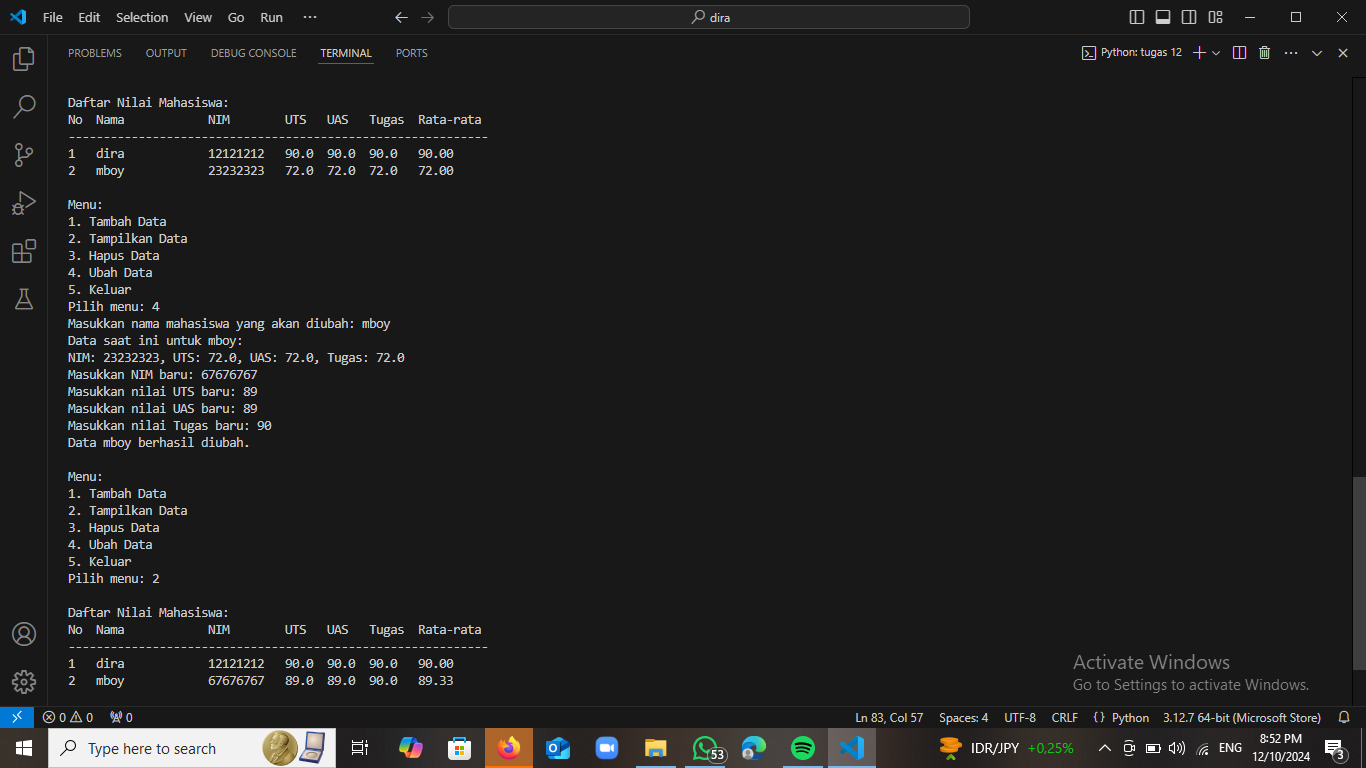 File Edit Selection View Go Run ··· dira
PROBLEMS OUTPUT DEBUG CONSOLE TERMINAL PORTS Python: tugas 12
Daftar Nilai Mahasiswa:
No Nama NIM UTS UAS Tugas Rata-rata
------------------------------------------------------------
1 dira 12121212 90.0 90.0 90.0 90.00
2 mboy 23232323 72.0 72.0 72.0 72.00
Menu:
1. Tambah Data
2. Tampilkan Data
3. Hapus Data
4. Ubah Data
5. Keluar
Pilih menu: 4
Masukkan nama mahasiswa yang akan diubah: mboy
Data saat ini untuk mboy:
NIM: 23232323, UTS: 72.0, UAS: 72.0, Tugas: 72.0
Masukkan NIM baru: 67676767
Masukkan nilai UTS baru: 89
Masukkan nilai UAS baru: 89
Masukkan nilai Tugas baru: 90
Data mboy berhasil diubah.
Menu:
1. Tambah Data
2. Tampilkan Data
3. Hapus Data
4. Ubah Data
5. Keluar
Pilih menu: 2
Daftar Nilai Mahasiswa:
No Nama NIM UTS UAS Tugas Rata-rata
------------------------------------------------------------
1 dira 12121212 90.0 90.0 90.0 90.00
2 mboy 67676767 89.0 89.0 90.0 89.33
Activate Windows
Go to Settings to activate Windows.
0 0 0 Ln 83, Col 57 Spaces: 4 UTF-8 CRLF {} Python 3.12.7 64-bit (Microsoft Store)
Type here to search 53 IDR/JPY +0,25% ENG 8:52 PM
12/10/2024 3